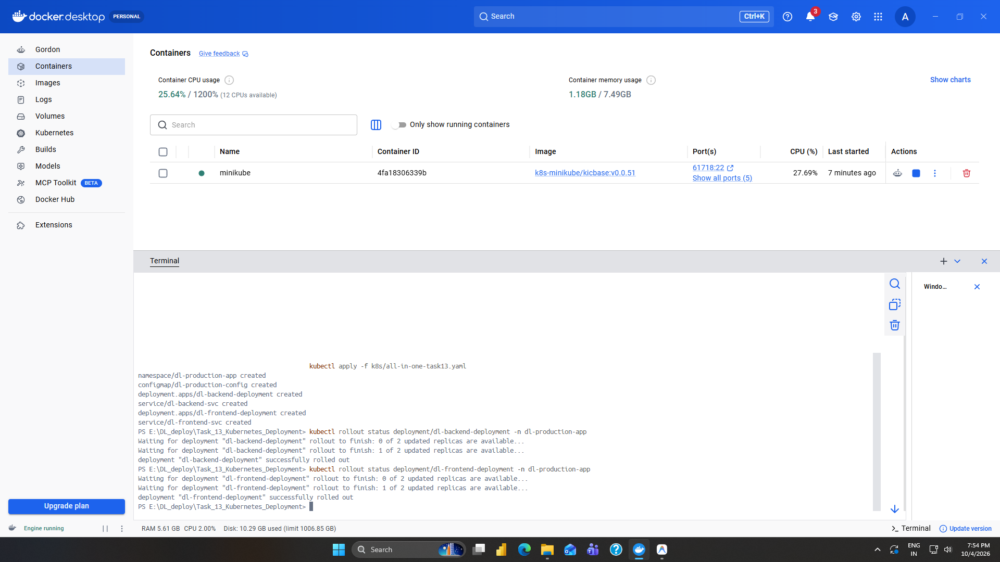 docker.desktop PERSONAL
Search Ctrl+K
3
A
Gordon
Containers
Images
Logs
Volumes
Kubernetes
Builds
Models
MCP Toolkit BETA
Docker Hub
Extensions
Upgrade plan
Containers Give feedback
Container CPU usage
25.64% / 1200% (12 CPUs available)
Container memory usage
1.18GB / 7.49GB
Show charts
Search
Only show running containers
Name Container ID Image Port(s) CPU (%) Last started Actions
minikube 4fa18306339b k8s-minikube/kicbase:v0.0.51 61718:22 27.69% 7 minutes ago
Show all ports (5)
Terminal
Windo...
kubectl apply -f k8s/all-in-one-task13.yaml
namespace/dl-production-app created
configmap/dl-production-config created
deployment.apps/dl-backend-deployment created
service/dl-backend-svc created
deployment.apps/dl-frontend-deployment created
service/dl-frontend-svc created
PS E:\DL_deploy\Task_13_Kubernetes_Deployment> kubectl rollout status deployment/dl-backend-deployment -n dl-production-app
Waiting for deployment "dl-backend-deployment" rollout to finish: 0 of 2 updated replicas are available...
Waiting for deployment "dl-backend-deployment" rollout to finish: 1 of 2 updated replicas are available...
deployment "dl-backend-deployment" successfully rolled out
PS E:\DL_deploy\Task_13_Kubernetes_Deployment> kubectl rollout status deployment/dl-frontend-deployment -n dl-production-app
Waiting for deployment "dl-frontend-deployment" rollout to finish: 0 of 2 updated replicas are available...
Waiting for deployment "dl-frontend-deployment" rollout to finish: 1 of 2 updated replicas are available...
deployment "dl-frontend-deployment" successfully rolled out
PS E:\DL_deploy\Task_13_Kubernetes_Deployment>
Engine running
RAM 5.61 GB CPU 2.00% Disk: 10.29 GB used (limit 1006.85 GB)
Terminal Update version
Search
ENG
IN
7:54 PM
10/4/2026